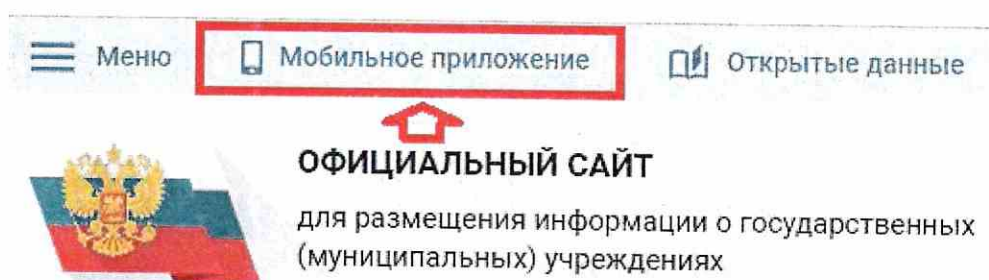 Меню
Мобильное приложение
Открытые данные
ОФИЦИАЛЬНЫЙ САЙТ
для размещения информации о государственных
(муниципальных) учреждениях